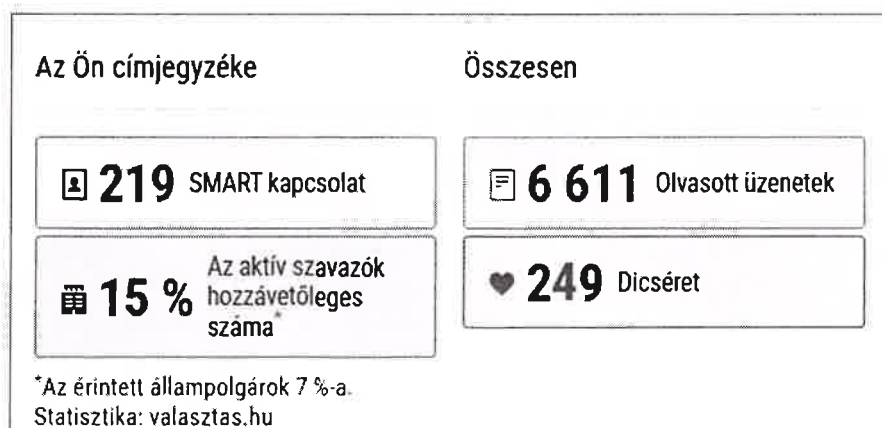 Az Ön címjegyzéke
219 SMART kapcsolat
15 % Az aktív szavazók
hozzávetőleges
száma*
*Az érintett állampolgárok 7 %-a.
Statisztika: valasztas.hu
Összesen
6 611 Olvasott üzenetek
249 Dicséret